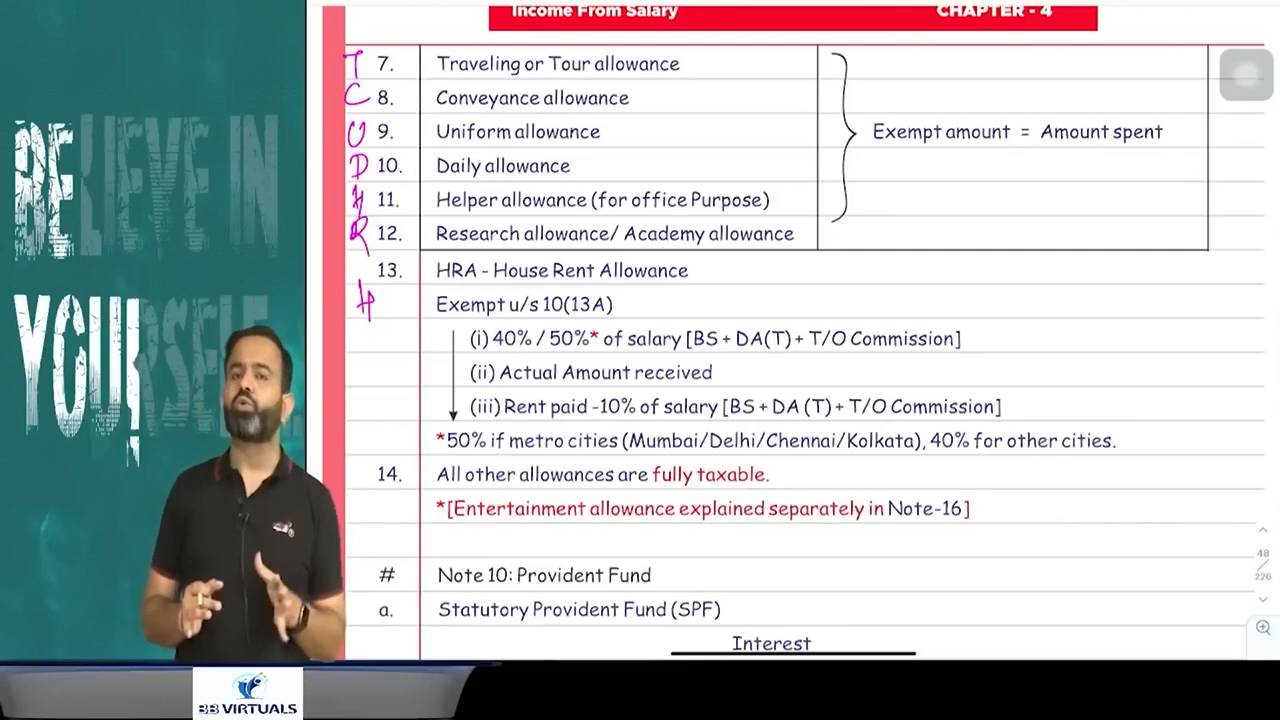 BELIEVE IN
YOURSELF
Income From Salary CHAPTER - 4
T 7. Traveling or Tour allowance
C 8. Conveyance allowance
U 9. Uniform allowance
D 10. Daily allowance
H 11. Helper allowance (for office Purpose)
R 12. Research allowance/ Academy allowance
Exempt amount = Amount spent
13. HRA - House Rent Allowance
H Exempt u/s 10(13A)
(i) 40% / 50%* of salary [BS + DA(T) + T/O Commission]
(ii) Actual Amount received
(iii) Rent paid -10% of salary [BS + DA (T) + T/O Commission]
*50% if metro cities (Mumbai/Delhi/Chennai/Kolkata), 40% for other cities.
14. All other allowances are fully taxable.
*[Entertainment allowance explained separately in Note-16]
# Note 10: Provident Fund
a. Statutory Provident Fund (SPF)
Interest
48
/
226
BB VIRTUALS